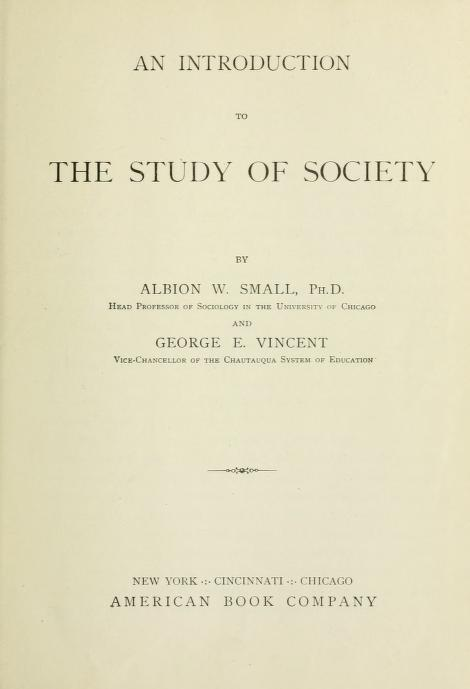 AN INTRODUCTION
TO
THE STUDY OF SOCIETY
BY
ALBION W. SMALL, PH.D.
HEAD PROFESSOR OF SOCIOLOGY IN THE UNIVERSITY OF CHICAGO
AND
GEORGE E. VINCENT
VICE-CHANCELLOR OF THE CHAUTAUQUA SYSTEM OF EDUCATION
NEW YORK ·:· CINCINNATI ·:· CHICAGO
AMERICAN BOOK COMPANY